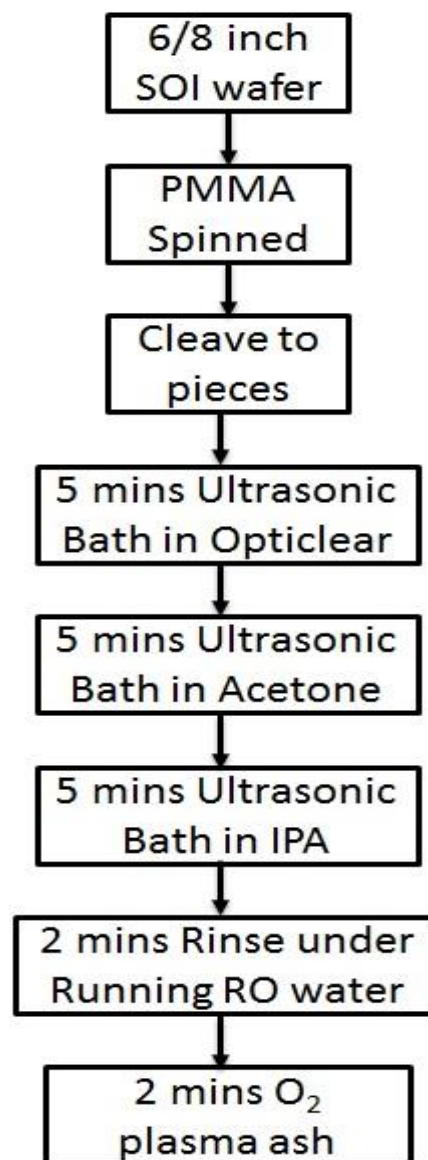 6/8 inch
SOI wafer
PMMA
Spinned
Cleave to
pieces
5 mins Ultrasonic
Bath in Opticlear
5 mins Ultrasonic
Bath in Acetone
5 mins Ultrasonic
Bath in IPA
2 mins Rinse under
Running RO water
2 mins O₂
plasma ash